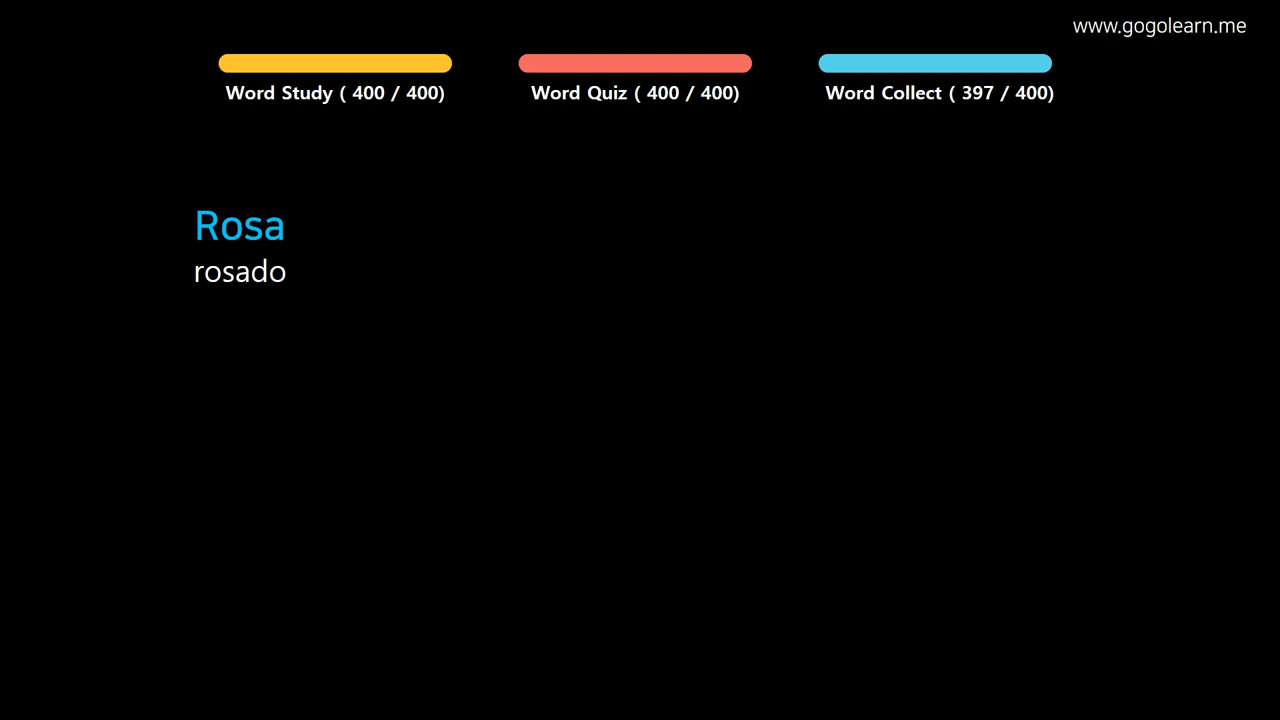 www.gogolearn.me
Word Study ( 400 / 400)
Word Quiz ( 400 / 400)
Word Collect ( 397 / 400)
Rosa
rosado